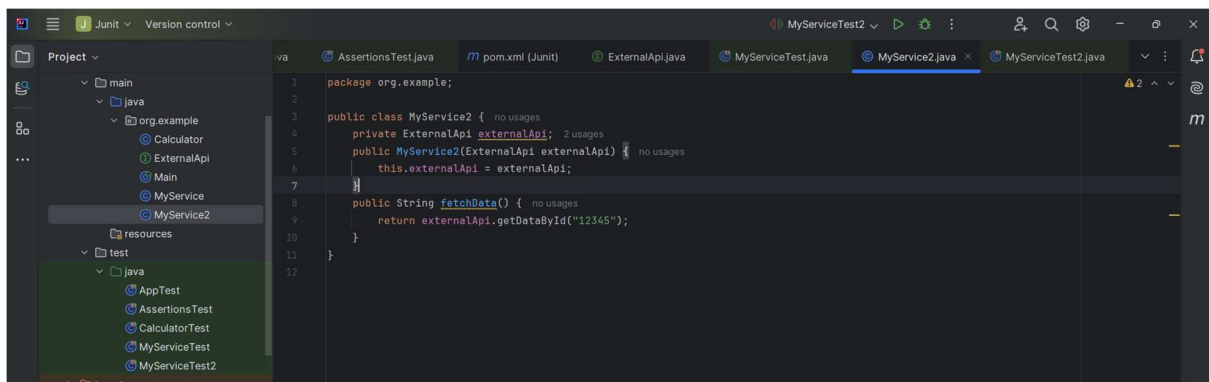 J Junit Version control MyServiceTest2
Project
va AssertionsTest.java m pom.xml (Junit) ExternalApi.java MyServiceTest.java MyService2.java MyServiceTest2.java
main
java
org.example
Calculator
ExternalApi
Main
MyService
MyService2
resources
test
java
AppTest
AssertionsTest
CalculatorTest
MyServiceTest
MyServiceTest2
1 package org.example;
2
3 public class MyService2 { no usages
4 private ExternalApi externalApi; 2 usages
5 public MyService2(ExternalApi externalApi) { no usages
6 this.externalApi = externalApi;
7 }
8 public String fetchData() { no usages
9 return externalApi.getDataById("12345");
10 }
11 }
12
2
m